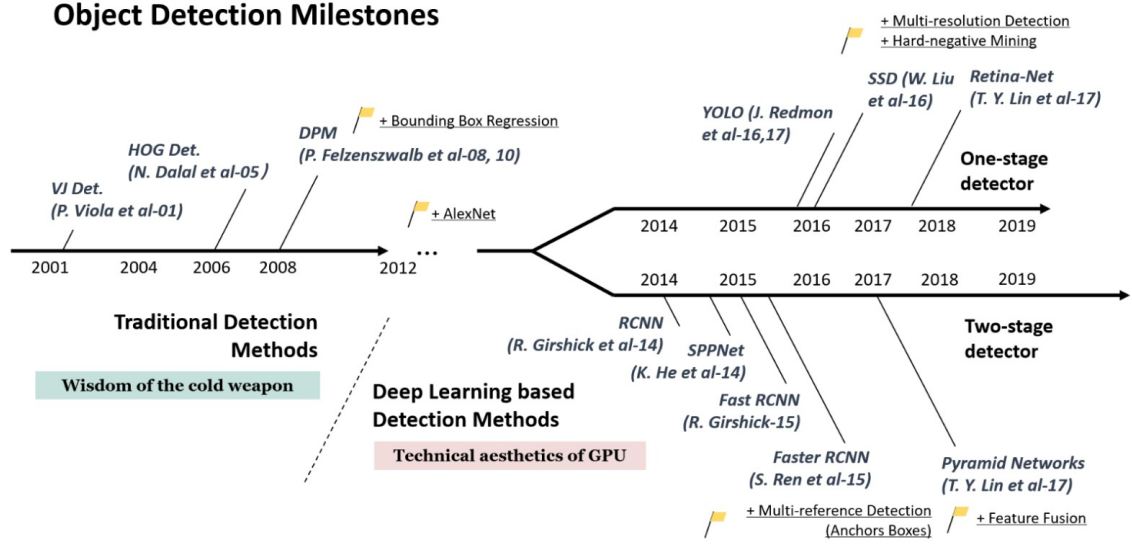 Object Detection Milestones
+ Multi-resolution Detection
+ Hard-negative Mining
SSD (W. Liu
et al-16)
Retina-Net
(T. Y. Lin et al-17)
YOLO (J. Redmon
et al-16,17)
+ Bounding Box Regression
DPM
(P. Felzenszwalb et al-08, 10)
HOG Det.
(N. Dalal et al-05)
VJ Det.
(P. Viola et al-01)
+ AlexNet
One-stage
detector
2014 2015 2016 2017 2018 2019
2001 2004 2006 2008 2012 ...
2014 2015 2016 2017 2018 2019
Traditional Detection
Methods
Wisdom of the cold weapon
Deep Learning based
Detection Methods
Technical aesthetics of GPU
RCNN
(R. Girshick et al-14)
SPPNet
(K. He et al-14)
Fast RCNN
(R. Girshick-15)
Faster RCNN
(S. Ren et al-15)
Two-stage
detector
Pyramid Networks
(T. Y. Lin et al-17)
+ Multi-reference Detection
(Anchors Boxes)
+ Feature Fusion